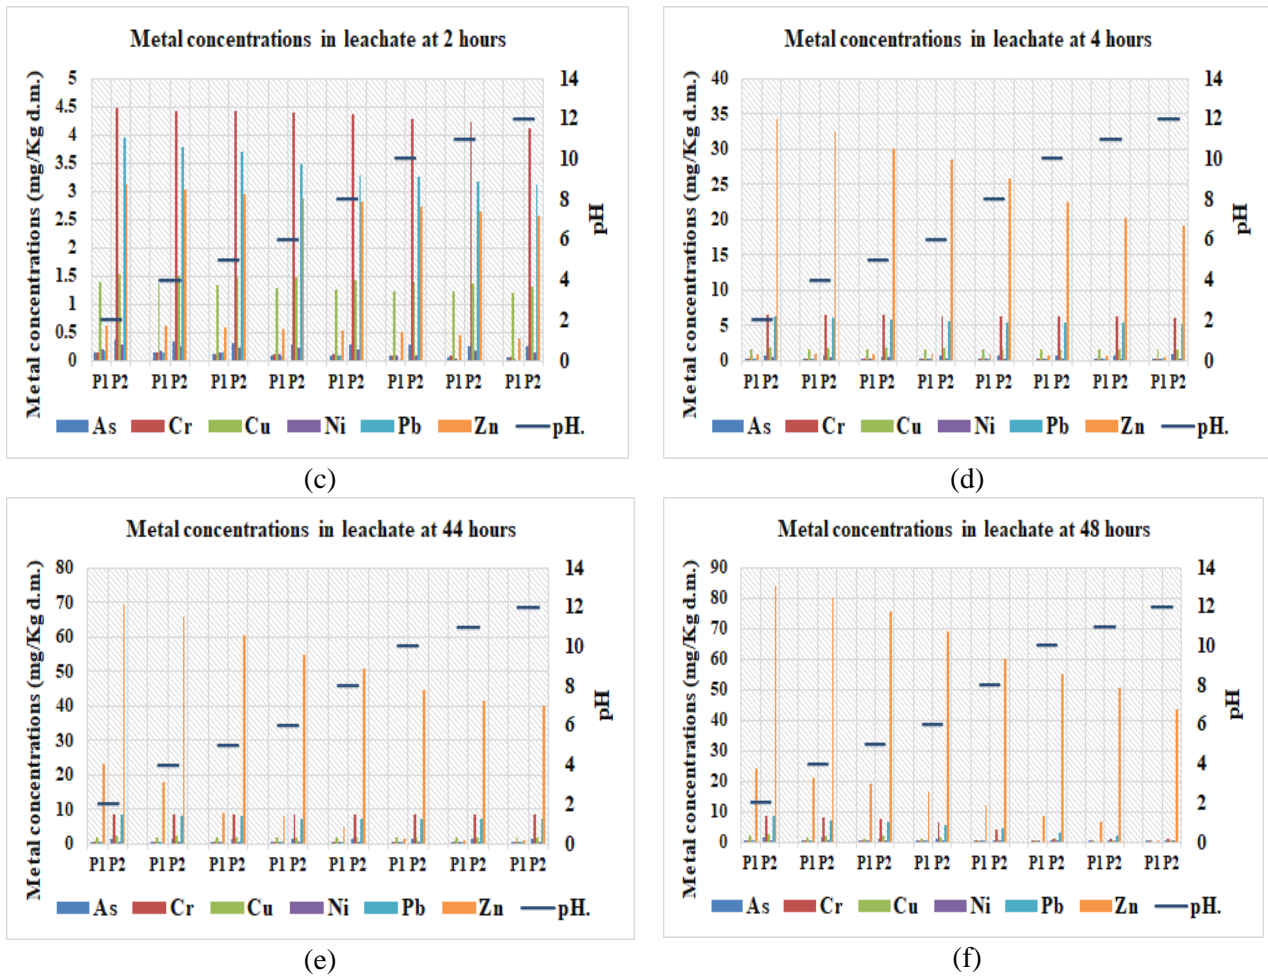 Metal concentrations in leachate at 2 hours
Metal concentrations (mg/Kg d.m.)
5
4.5
4
3.5
3
2.5
2
1.5
1
0.5
0
14
12
10
8
6
4
2
0
pH
P1 P2 P1 P2 P1 P2 P1 P2 P1 P2 P1 P2 P1 P2 P1 P2
As Cr Cu Ni Pb Zn pH.
(c)
Metal concentrations in leachate at 4 hours
Metal concentrations (mg/Kg d.m.)
40
35
30
25
20
15
10
5
0
14
12
10
8
6
4
2
0
pH
P1 P2 P1 P2 P1 P2 P1 P2 P1 P2 P1 P2 P1 P2 P1 P2
As Cr Cu Ni Pb Zn pH.
(d)
Metal concentrations in leachate at 44 hours
Metal concentrations (mg/Kg d.m.)
80
70
60
50
40
30
20
10
0
14
12
10
8
6
4
2
0
pH
P1 P2 P1 P2 P1 P2 P1 P2 P1 P2 P1 P2 P1 P2 P1 P2
As Cr Cu Ni Pb Zn pH.
(e)
Metal concentrations in leachate at 48 hours
Metal concentrations (mg/Kg d.m.)
90
80
70
60
50
40
30
20
10
0
14
12
10
8
6
4
2
0
pH
P1 P2 P1 P2 P1 P2 P1 P2 P1 P2 P1 P2 P1 P2 P1 P2
As Cr Cu Ni Pb Zn pH.
(f)